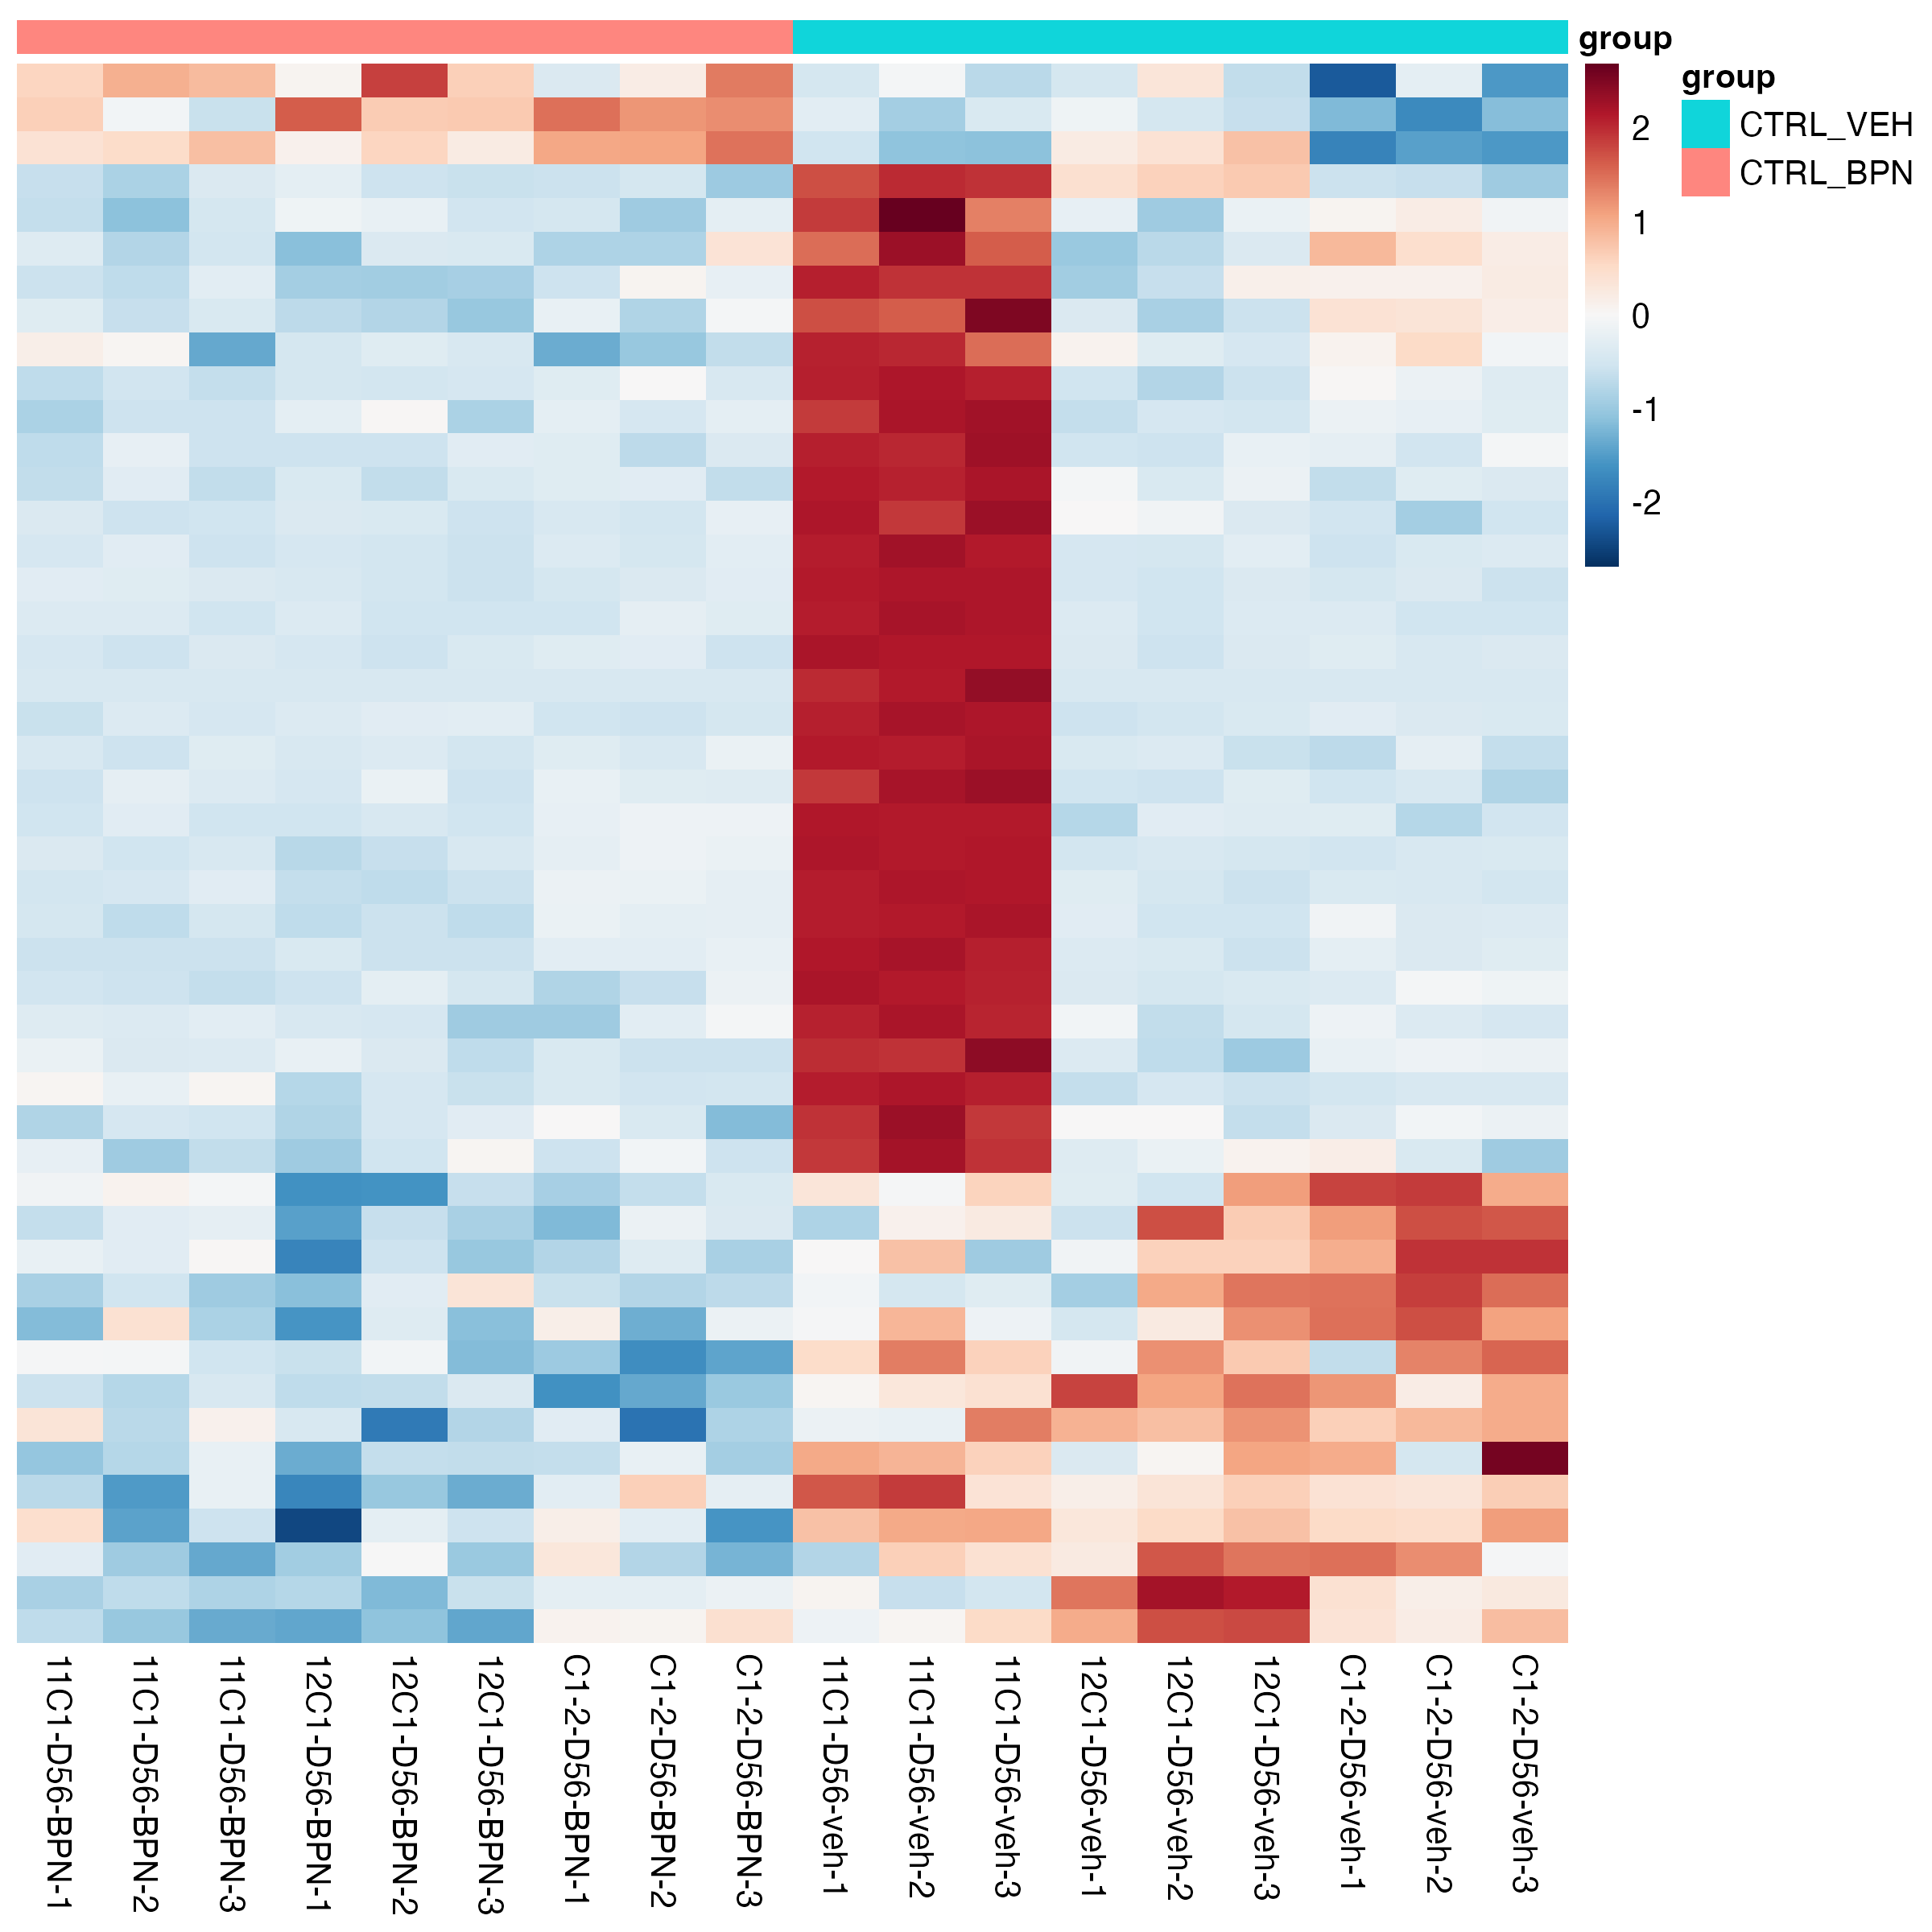 group
group
CTRL_VEH
CTRL_BPN
2
1
0
-1
-2
11C1-D56-BPN-1
11C1-D56-BPN-2
11C1-D56-BPN-3
12C1-D56-BPN-1
12C1-D56-BPN-2
12C1-D56-BPN-3
C1-2-D56-BPN-1
C1-2-D56-BPN-2
C1-2-D56-BPN-3
11C1-D56-veh-1
11C1-D56-veh-2
11C1-D56-veh-3
12C1-D56-veh-1
12C1-D56-veh-2
12C1-D56-veh-3
C1-2-D56-veh-1
C1-2-D56-veh-2
C1-2-D56-veh-3